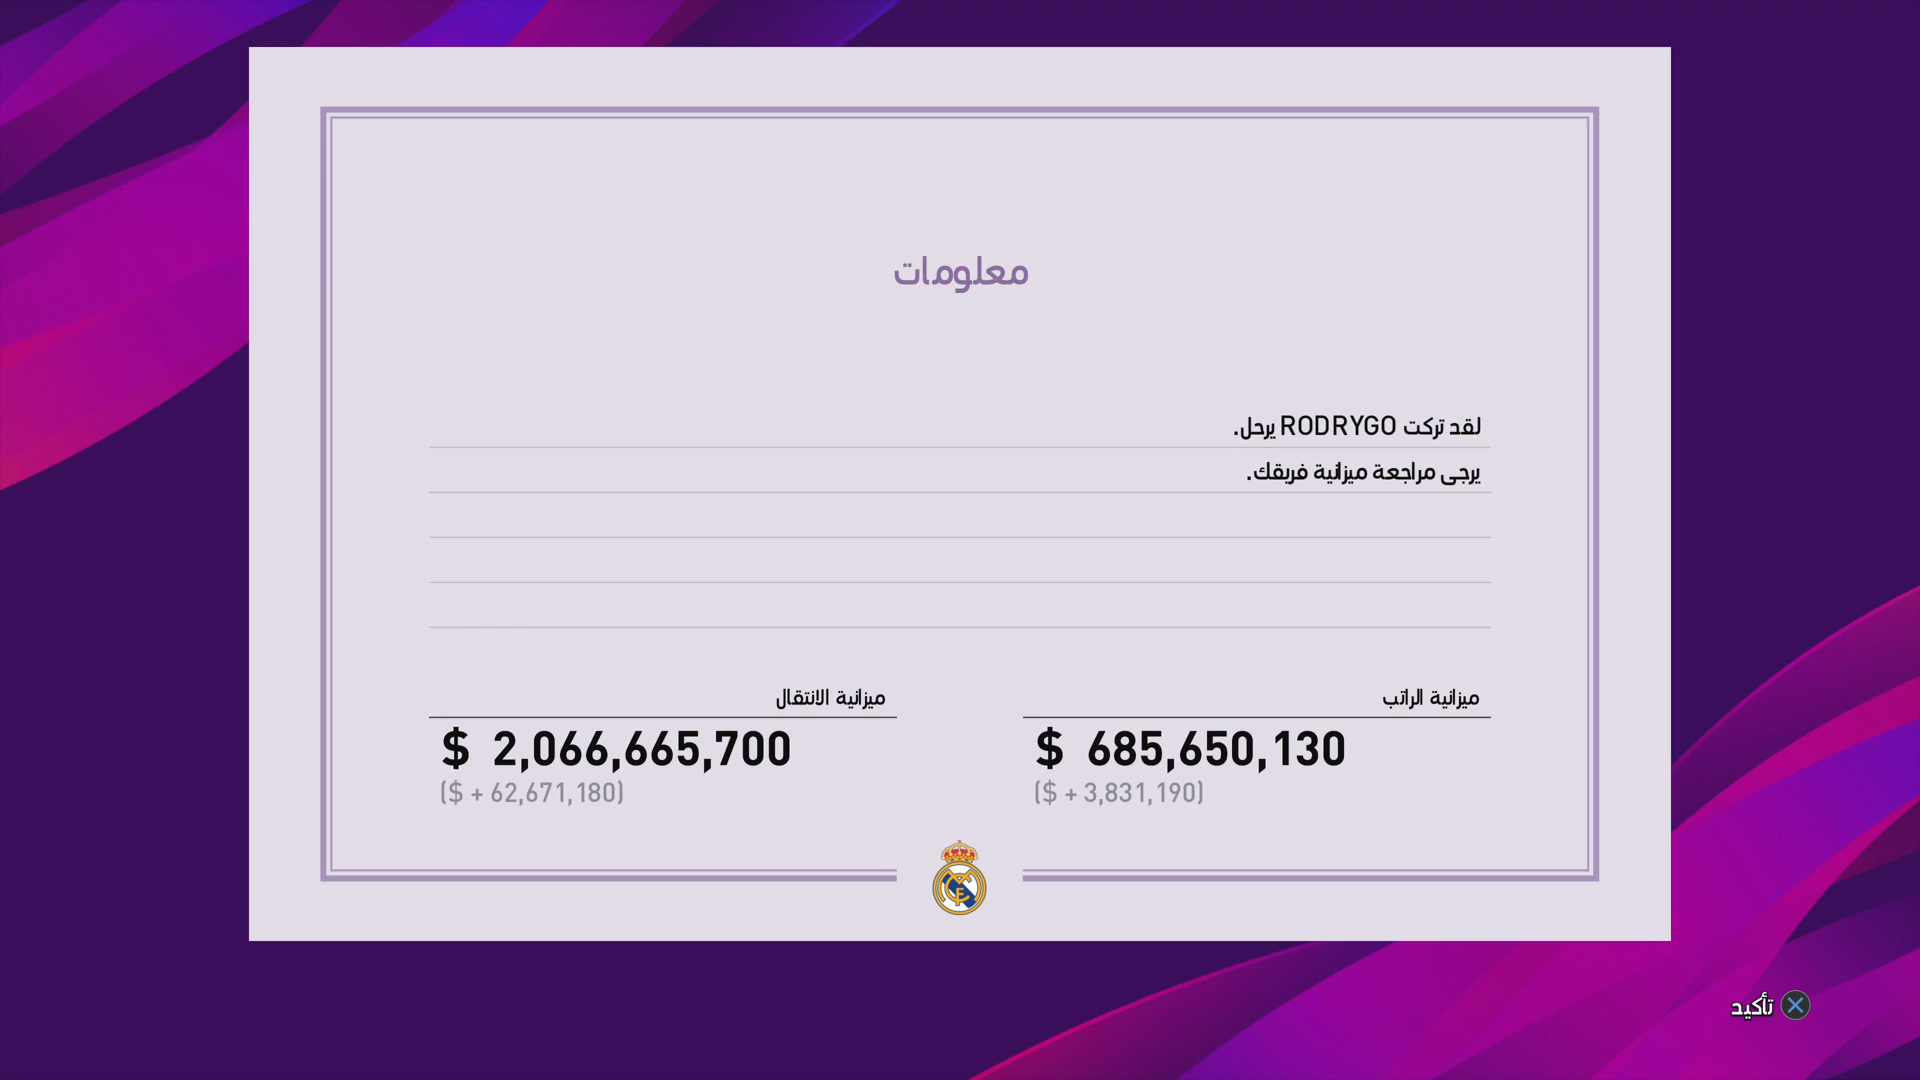 معلومات
لقد تركت RODRYGO يرحل.
يرجى مراجعة ميزانية فريقك.
ميزانية الراتب
$ 685,650,130
($ + 3,831,190)
ميزانية الانتقال
$ 2,066,665,700
($ + 62,671,180)
تأكيد